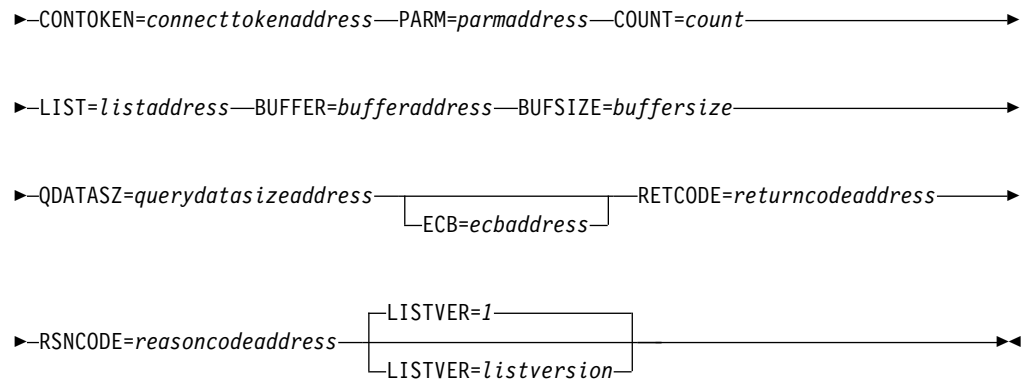 CONTOKEN=connecttokenaddress PARM=parmaddress COUNT=count
LIST=listaddress BUFFER=bufferaddress BUFSIZE=buffersize
QDATASZ=querydatasizeaddress RETCODE=returncodeaddress
ECB=ecbaddress
LISTVER=1
RSNCODE=reasoncodeaddress
LISTVER=listversion